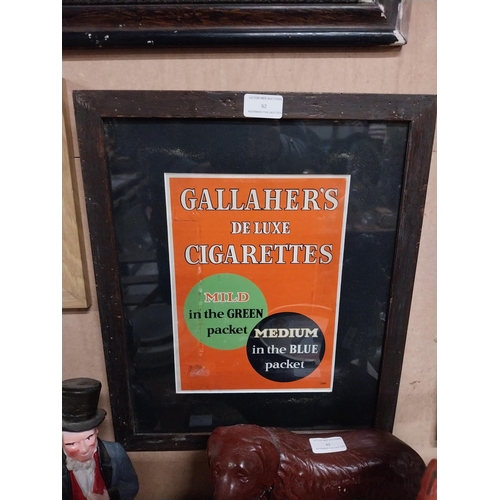 GALLAHER'S
DE LUXE
CIGARETTES
MILD
in the GREEN
packet
MEDIUM
in the BLUE
packet